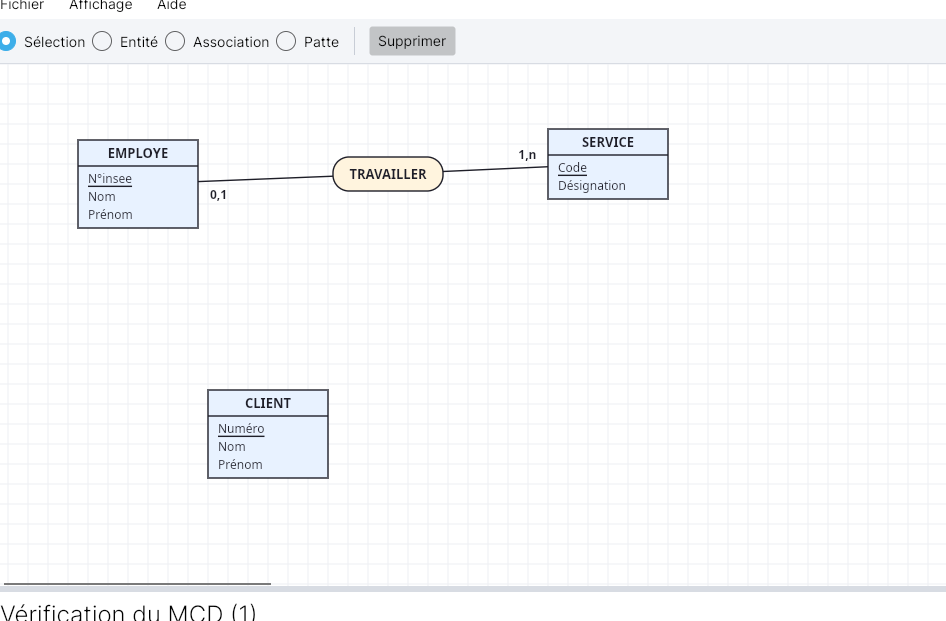 Fichier Affichage Aide
Sélection Entité Association Patte Supprimer
EMPLOYE
N°insee
Nom
Prénom
0,1
TRAVAILLER
1,n
SERVICE
Code
Désignation
CLIENT
Numéro
Nom
Prénom
Vérification du MCD (1)